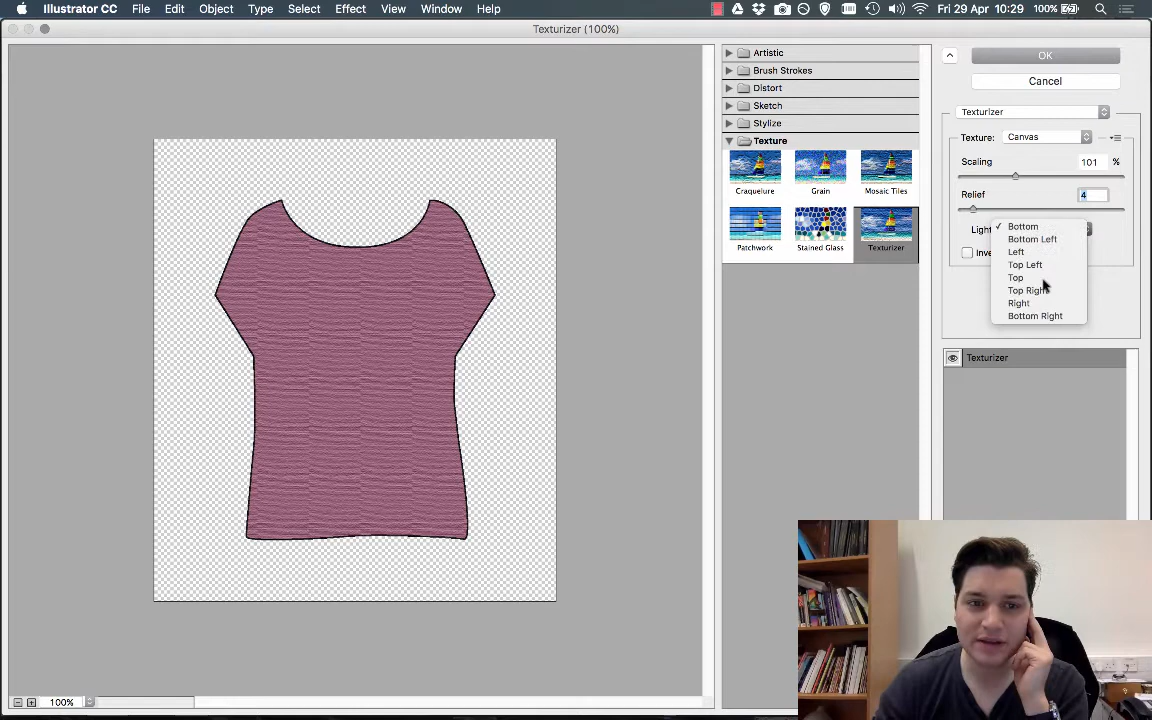 Illustrator CC File Edit Object Type Select Effect View Window Help Fri 29 Apr 10:29 100%
Texturizer (100%)
Artistic
Brush Strokes
Distort
Sketch
Stylize
Texture
Craquelure Grain Mosaic Tiles
Patchwork Stained Glass Texturizer
OK
Cancel
Texturizer
Texture: Canvas
Scaling 101 %
Relief 4
Light
Bottom
Bottom Left
Left
Top Left
Top
Top Right
Right
Bottom Right
Inve
Texturizer
100%